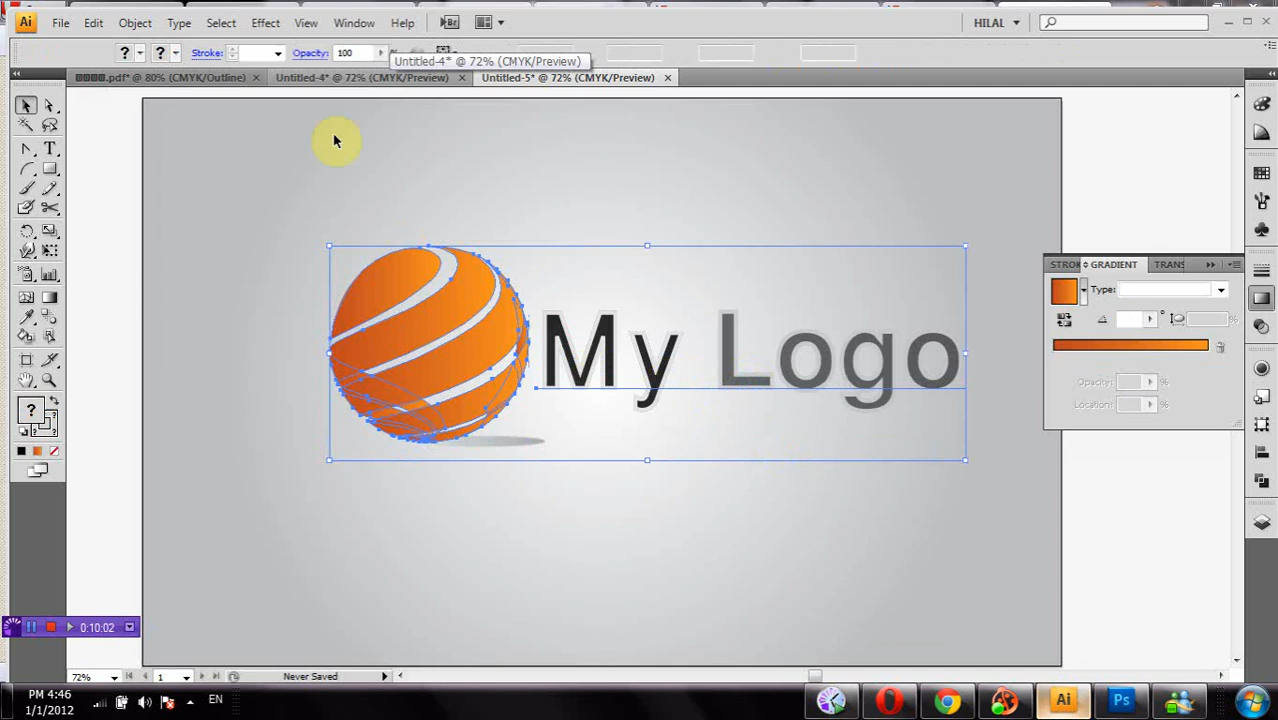 Ai File Edit Object Type Select Effect View Window Help Br HILAL
? ? Stroke: Opacity: 100
Untitled-4* @ 72% (CMYK/Preview)
.pdf* @ 80% (CMYK/Outline) × Untitled-4* @ 72% (CMYK/Preview) × Untitled-5* @ 72% (CMYK/Preview) ×
STROK GRADIENT TRANS
Type:
My Logo
%
Opacity: %
Location: %
?
0:10:02
72% 1 Never Saved
PM 4:46
1/1/2012
EN
Ai Ps